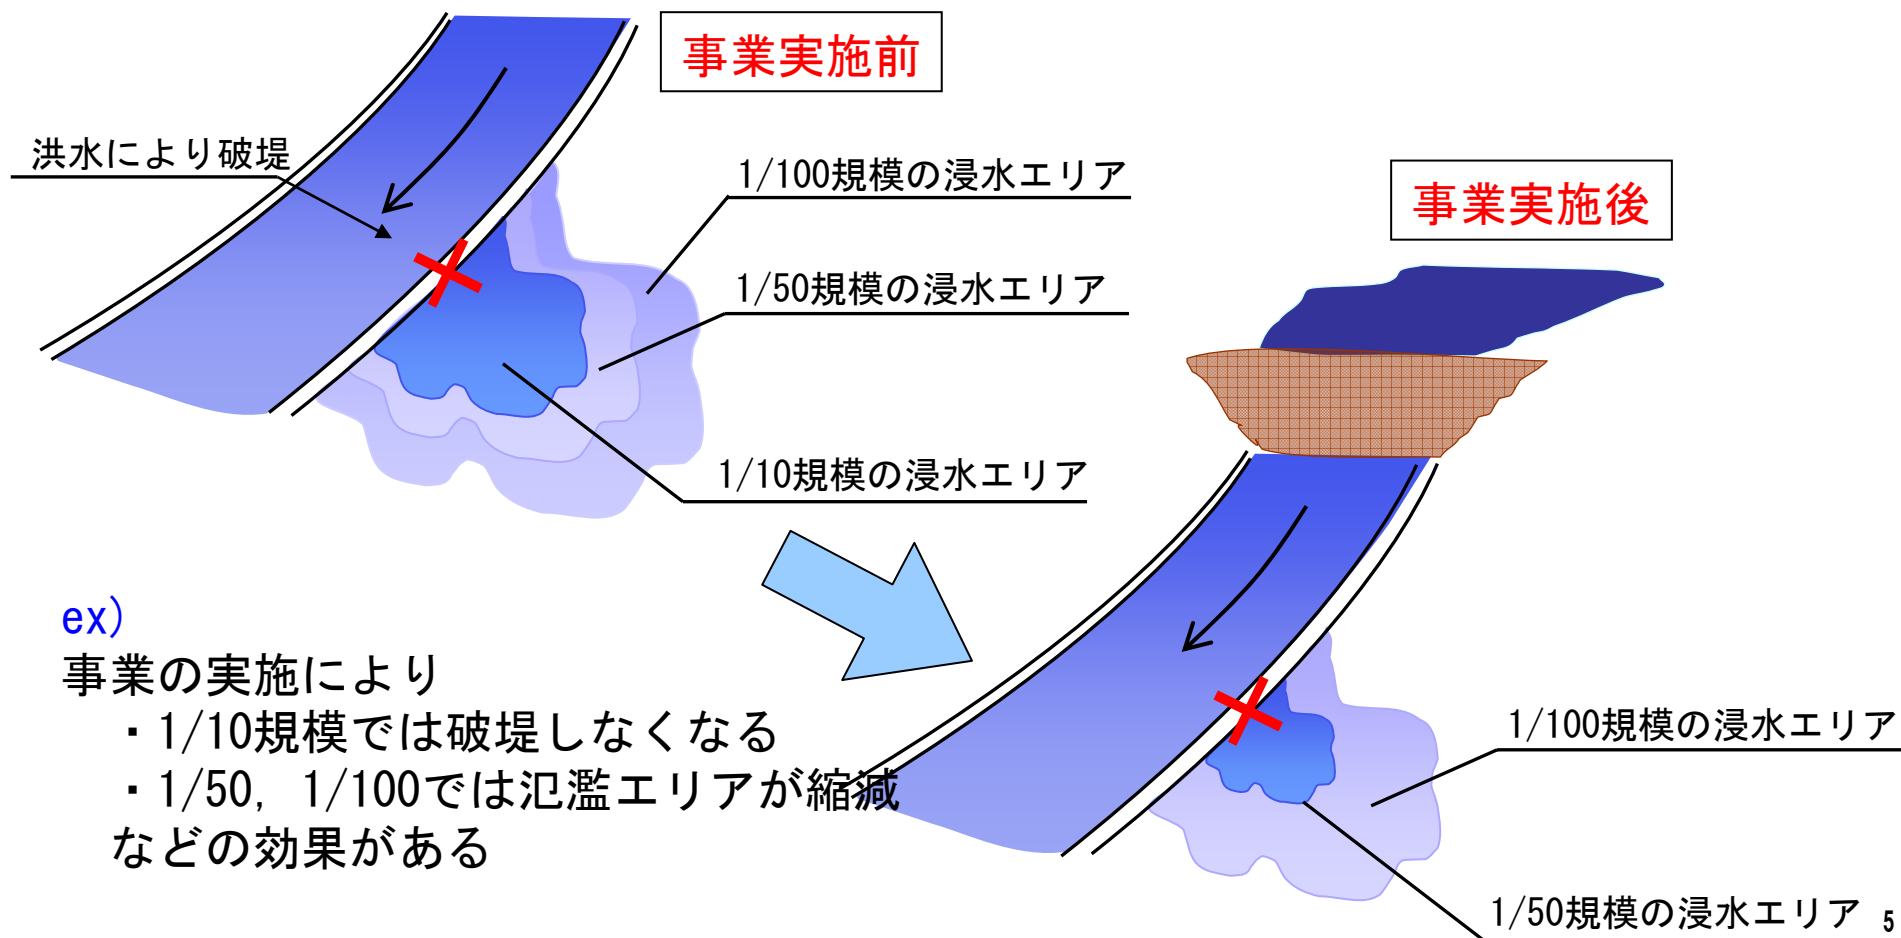 事業実施前
洪水により破堤
1/100規模の浸水エリア
1/50規模の浸水エリア
1/10規模の浸水エリア
事業実施後
ex)
事業の実施により
・1/10規模では破堤しなくなる
・1/50, 1/100では氾濫エリアが縮減
などの効果がある
1/100規模の浸水エリア
1/50規模の浸水エリア
5